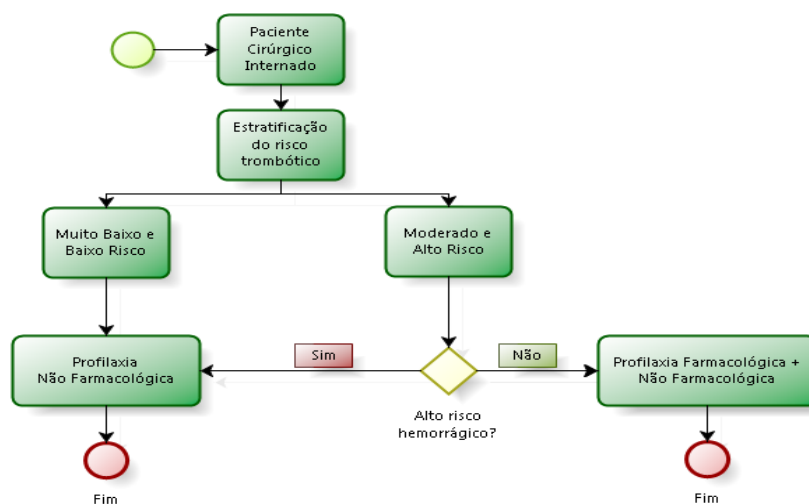 Paciente
Cirúrgico
Internado
Estratificação
do risco
trombótico
Muito Baixo e
Baixo Risco
Moderado e
Alto Risco
Profilaxia
Não Farmacológica
Sim
Não
Alto risco
hemorrágico?
Profilaxia Farmacológica +
Não Farmacológica
Fim
Fim